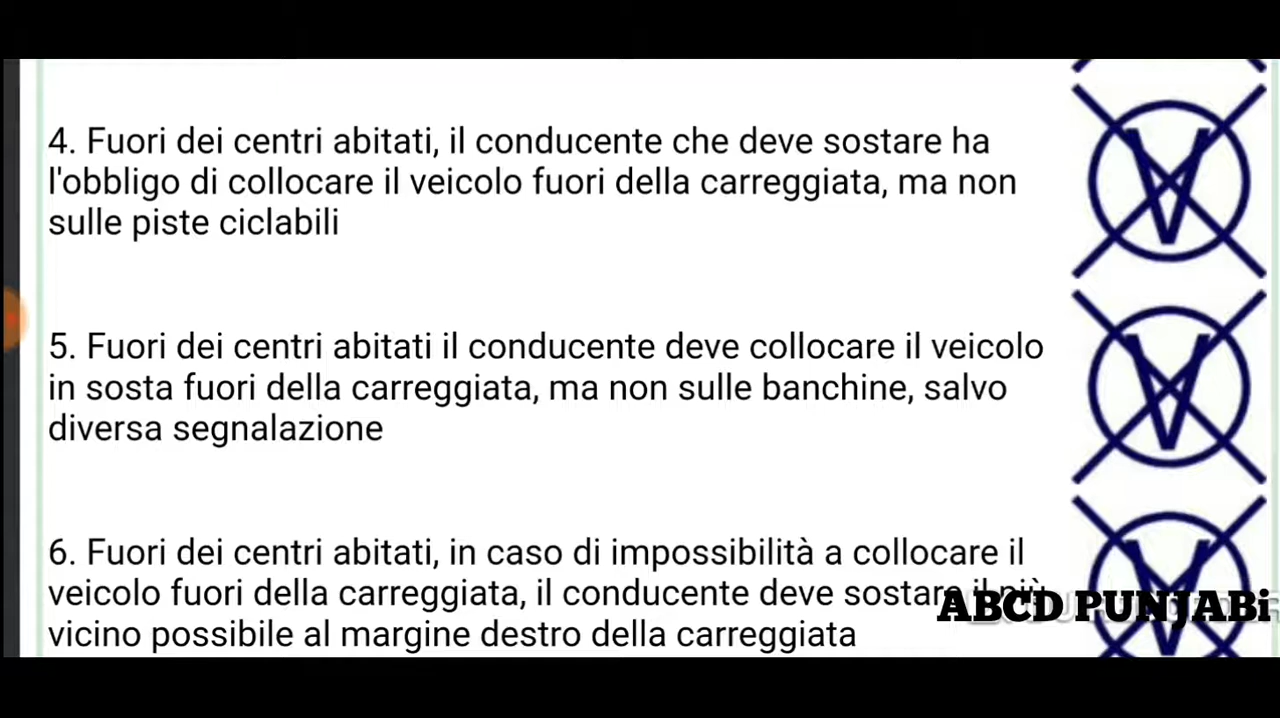 4. Fuori dei centri abitati, il conducente che deve sostare ha
l'obbligo di collocare il veicolo fuori della carreggiata, ma non
sulle piste ciclabili
V
5. Fuori dei centri abitati il conducente deve collocare il veicolo
in sosta fuori della carreggiata, ma non sulle banchine, salvo
diversa segnalazione
V
6. Fuori dei centri abitati, in caso di impossibilità a collocare il
veicolo fuori della carreggiata, il conducente deve sostare il più
vicino possibile al margine destro della carreggiata
V
ABCD PUNJABi